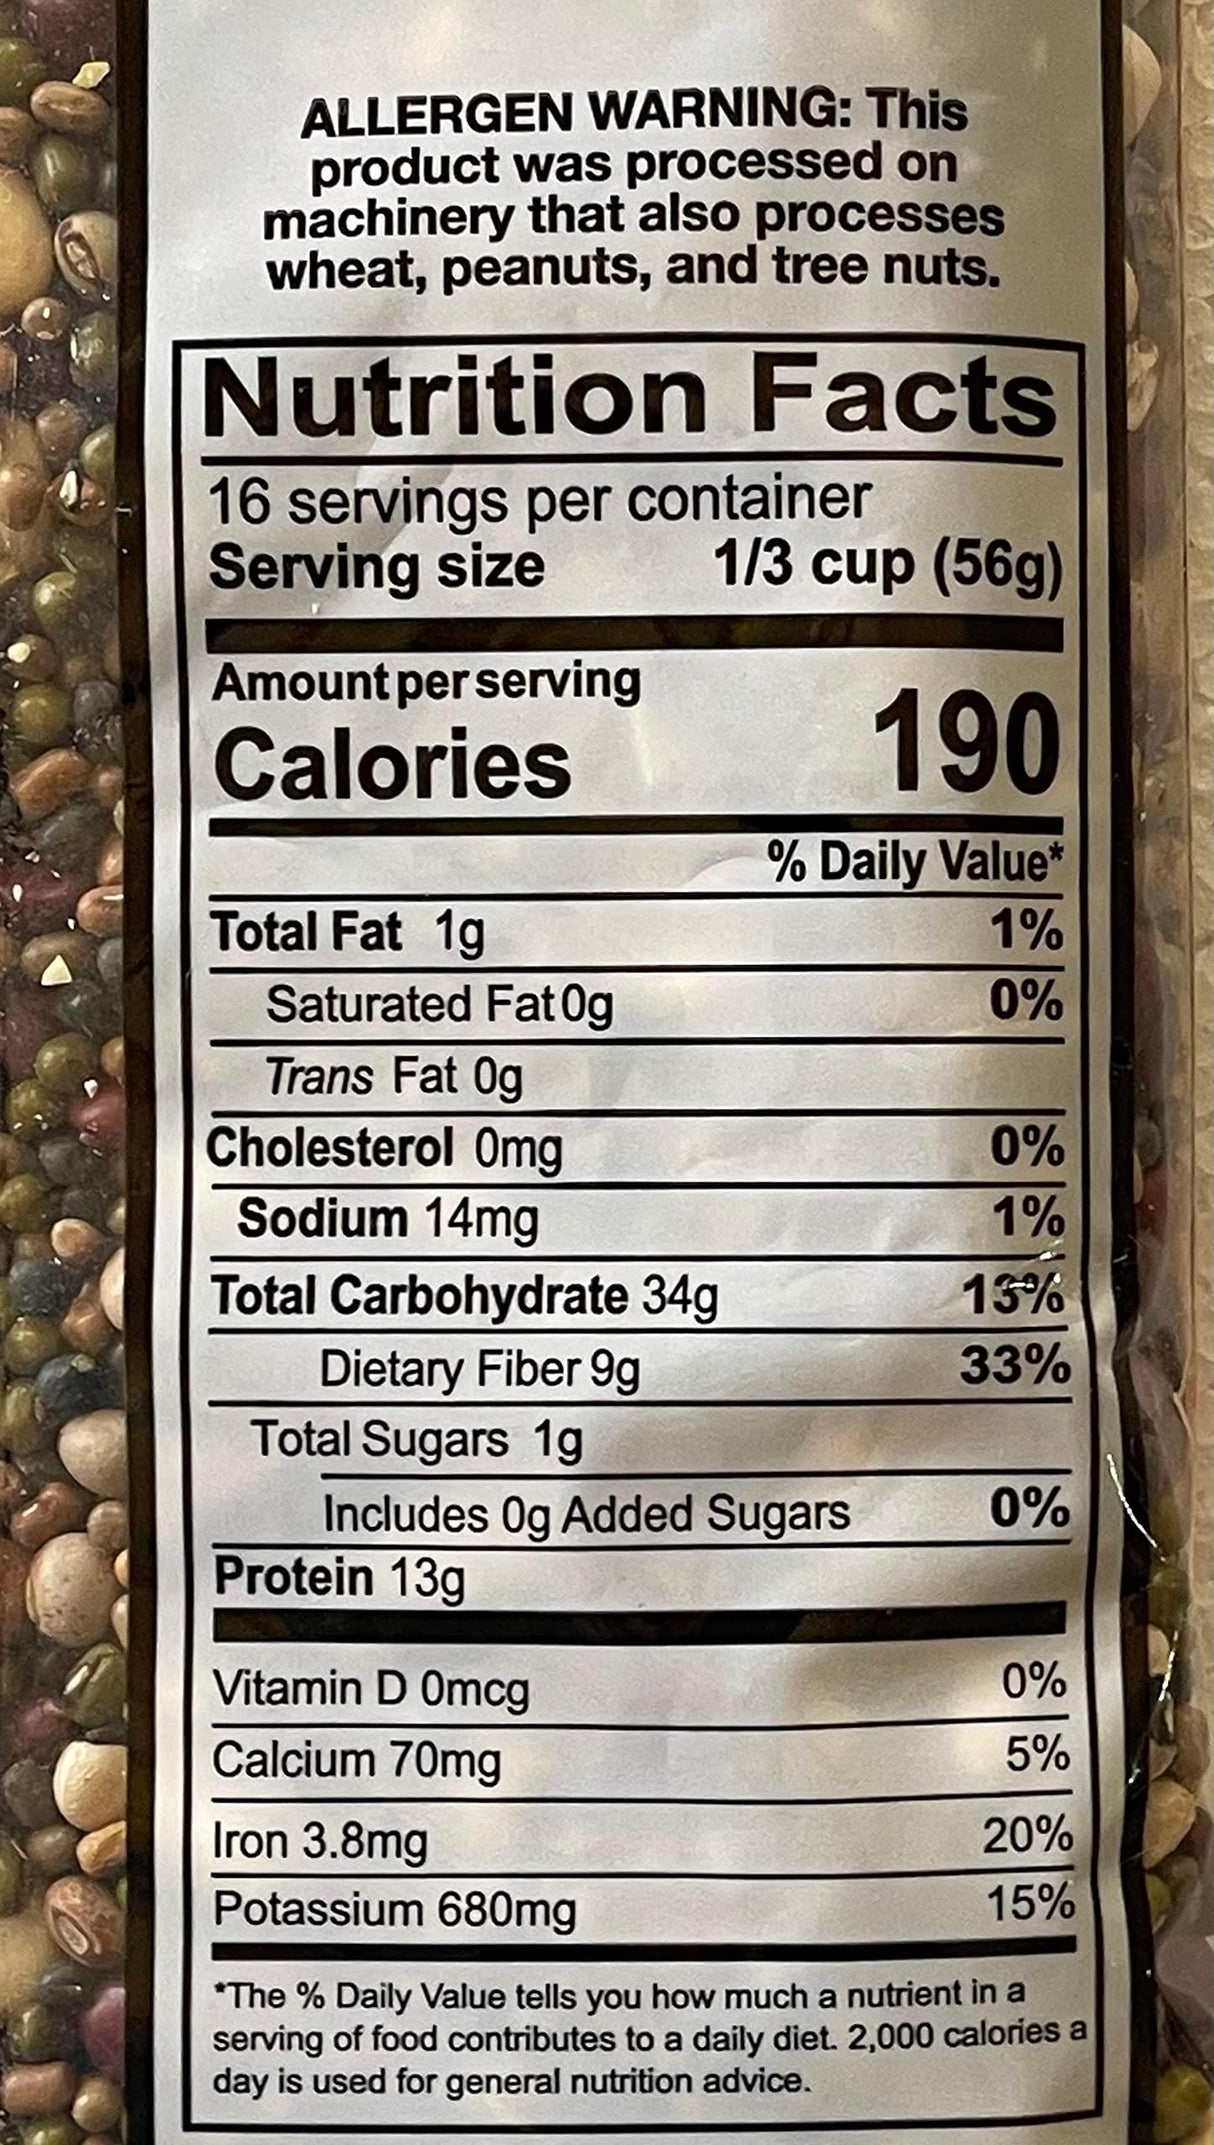 ALLERGEN WARNING: This
product was processed on
machinery that also processes
wheat, peanuts, and tree nuts.
Nutrition Facts
16 servings per container
Serving size 1/3 cup (56g)
Amount per serving
Calories 190
% Daily Value*
Total Fat 1g 1%
Saturated Fat 0g 0%
Trans Fat 0g
Cholesterol 0mg 0%
Sodium 14mg 1%
Total Carbohydrate 34g 13%
Dietary Fiber 9g 33%
Total Sugars 1g
Includes 0g Added Sugars 0%
Protein 13g
Vitamin D 0mcg 0%
Calcium 70mg 5%
Iron 3.8mg 20%
Potassium 680mg 15%
*The % Daily Value tells you how much a nutrient in a
serving of food contributes to a daily diet. 2,000 calories a
day is used for general nutrition advice.